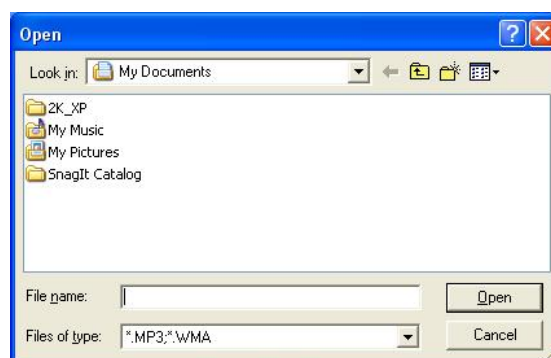 Open
Look in: My Documents
2K_XP
My Music
My Pictures
SnagIt Catalog
File name: Open
Files of type: *.MP3;*.WMA Cancel